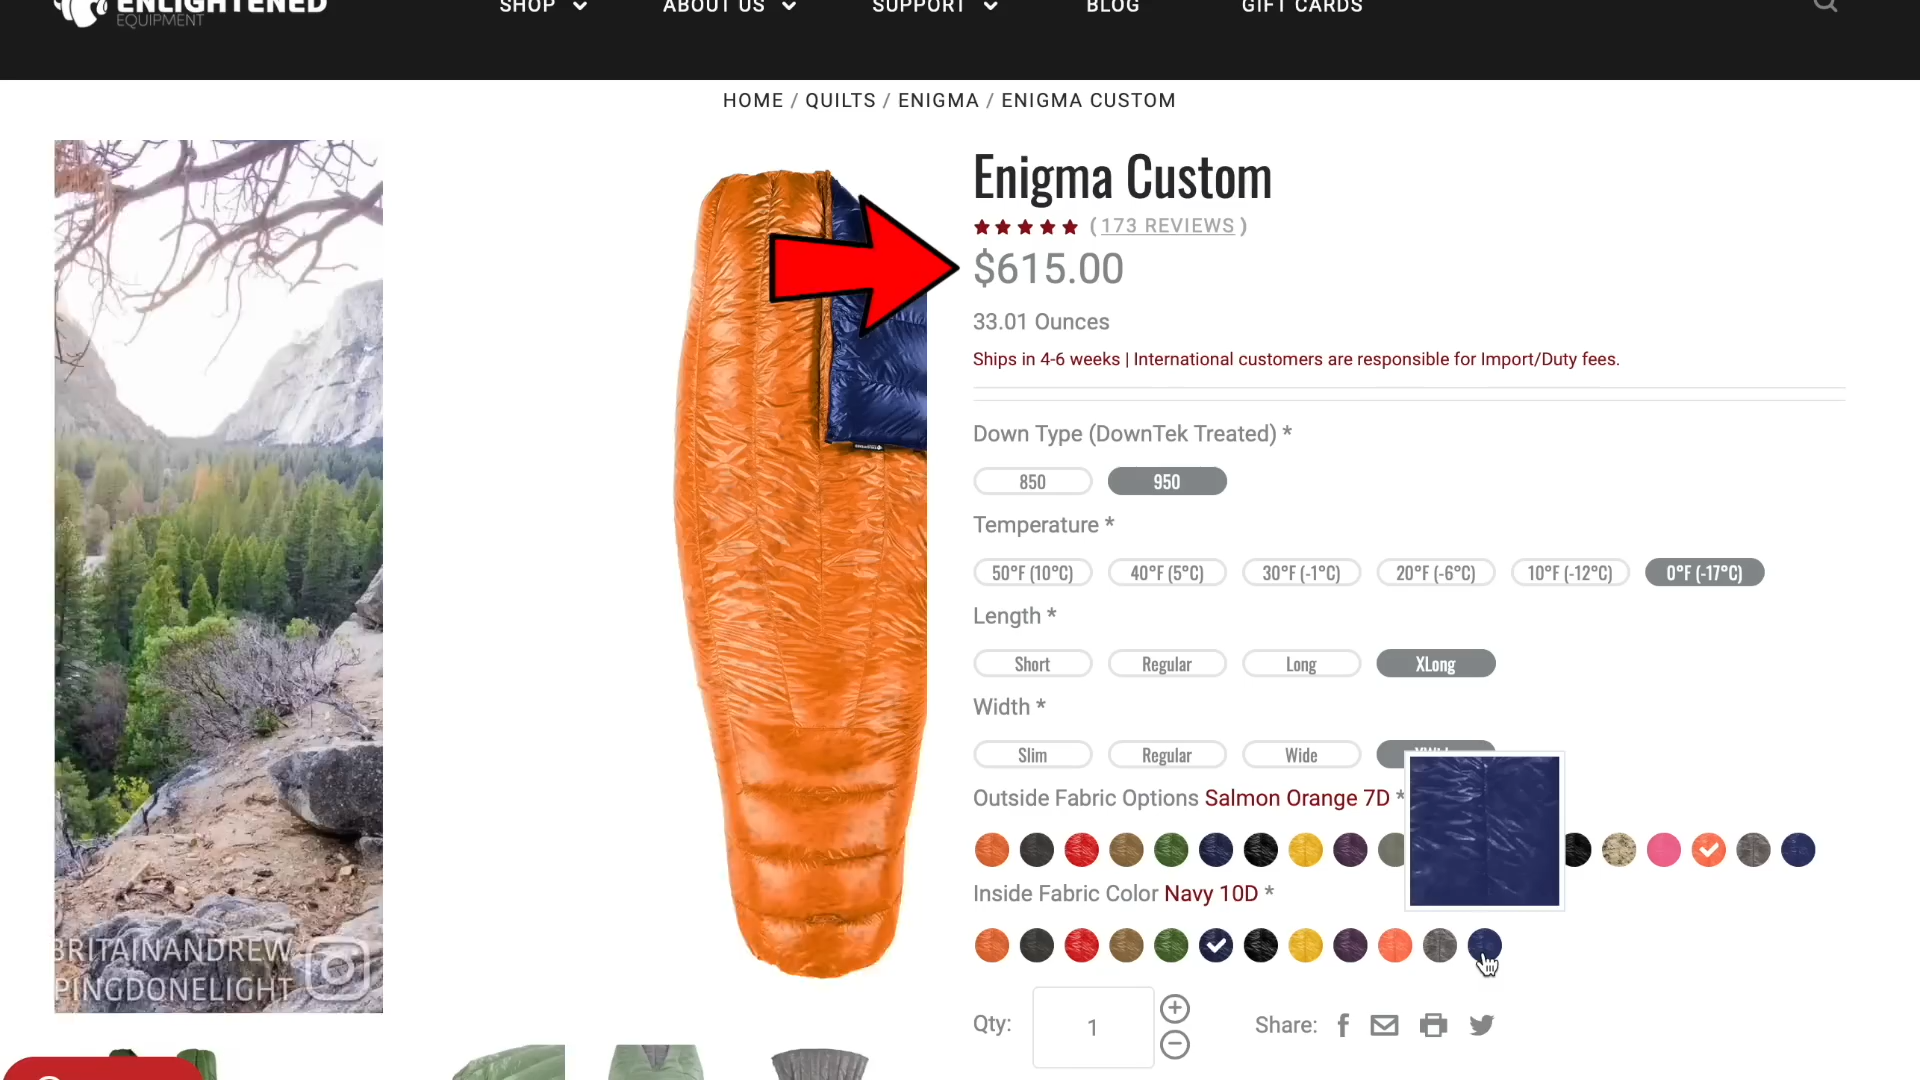 ENLIGHTENED
EQUIPMENT
SHOP
ABOUT US
SUPPORT
BLOG
GIFT CARDS
HOME / QUILTS / ENIGMA / ENIGMA CUSTOM
Enigma Custom
( 173 REVIEWS )
$615.00
33.01 Ounces
Ships in 4-6 weeks | International customers are responsible for Import/Duty fees.
Down Type (DownTek Treated) *
850
950
Temperature *
50°F (10°C)
40°F (5°C)
30°F (-1°C)
20°F (-6°C)
10°F (-12°C)
0°F (-17°C)
Length *
Short
Regular
Long
XLong
Width *
Slim
Regular
Wide
Outside Fabric Options Salmon Orange 7D *
Inside Fabric Color Navy 10D *
Qty:
1
Share:
BRITAINANDREW
PINGDONELIGHT